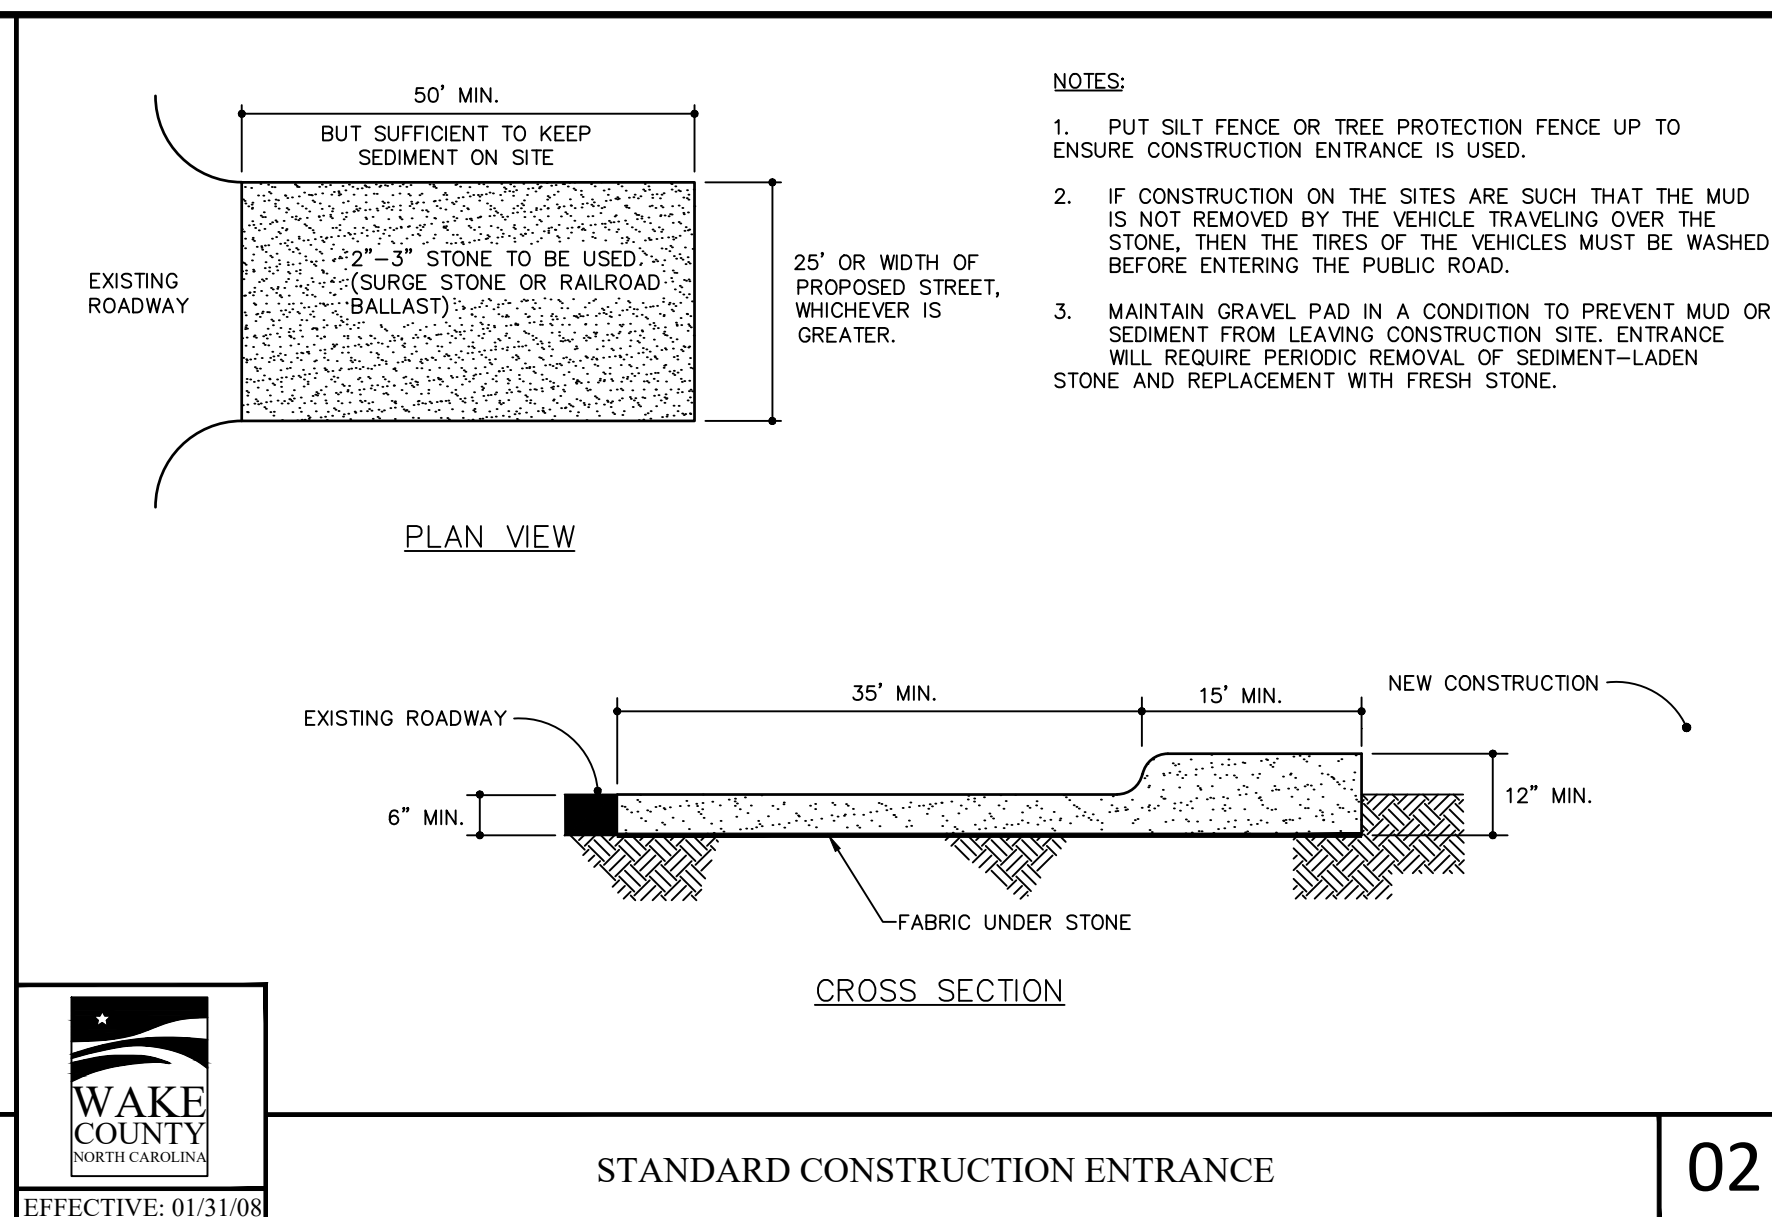 50' MIN.
BUT SUFFICIENT TO KEEP
SEDIMENT ON SITE
EXISTING
ROADWAY
2"–3" STONE TO BE USED.
(SURGE STONE OR RAILROAD
BALLAST)
25' OR WIDTH OF
PROPOSED STREET,
WHICHEVER IS
GREATER.
PLAN VIEW
NOTES:
1. PUT SILT FENCE OR TREE PROTECTION FENCE UP TO
ENSURE CONSTRUCTION ENTRANCE IS USED.
2. IF CONSTRUCTION ON THE SITES ARE SUCH THAT THE MUD
IS NOT REMOVED BY THE VEHICLE TRAVELING OVER THE
STONE, THEN THE TIRES OF THE VEHICLES MUST BE WASHED
BEFORE ENTERING THE PUBLIC ROAD.
3. MAINTAIN GRAVEL PAD IN A CONDITION TO PREVENT MUD OR
SEDIMENT FROM LEAVING CONSTRUCTION SITE. ENTRANCE
WILL REQUIRE PERIODIC REMOVAL OF SEDIMENT–LADEN
STONE AND REPLACEMENT WITH FRESH STONE.
EXISTING ROADWAY
35' MIN.
15' MIN.
NEW CONSTRUCTION
6" MIN.
12" MIN.
FABRIC UNDER STONE
CROSS SECTION
WAKE
COUNTY
NORTH CAROLINA
EFFECTIVE: 01/31/08
STANDARD CONSTRUCTION ENTRANCE
02